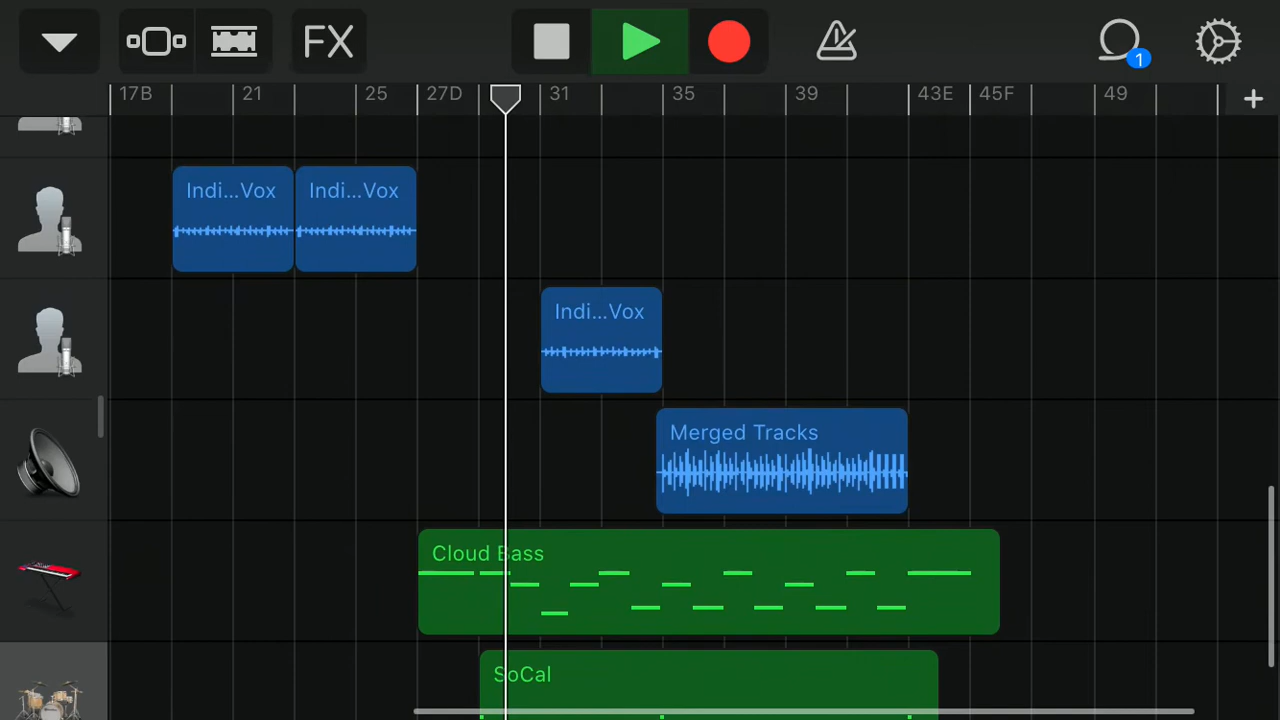 FX
1
17B 21 25 27D 31 35 39 43E 45F 49
Indi...Vox Indi...Vox
Indi...Vox
Merged Tracks
Cloud Bass
SoCal